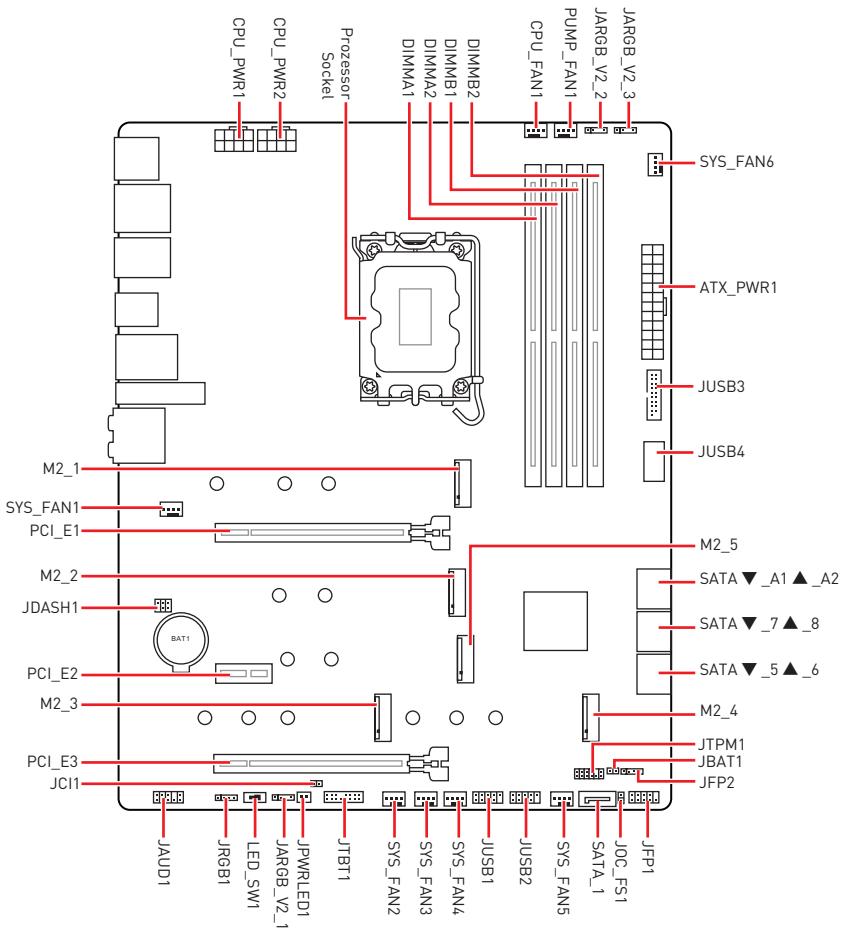 CPU_PWR1
CPU_PWR2
Prozessor
Sockel
DIMMA1
DIMMA2
DIMMB1
DIMMB2
CPU_FAN1
PUMP_FAN1
JARGB_V2_2
JARGB_V2_3
SYS_FAN6
ATX_PWR1
JUSB3
JUSB4
M2_1
SYS_FAN1
PCI_E1
M2_5
M2_2
SATA ▼ _A1 ▲ _A2
JDASH1
BAT1
SATA ▼ _7 ▲ _8
PCI_E2
SATA ▼ _5 ▲ _6
M2_3
M2_4
JTPM1
PCI_E3
JBAT1
JCI1
JFP2
JAUD1
JRGB1
LED_SW1
JARGB_V2_1
JPWRLED1
JTBT1
SYS_FAN2
SYS_FAN3
SYS_FAN4
JUSB1
JUSB2
SYS_FAN5
SATA_1
JOC_FS1
JFP1